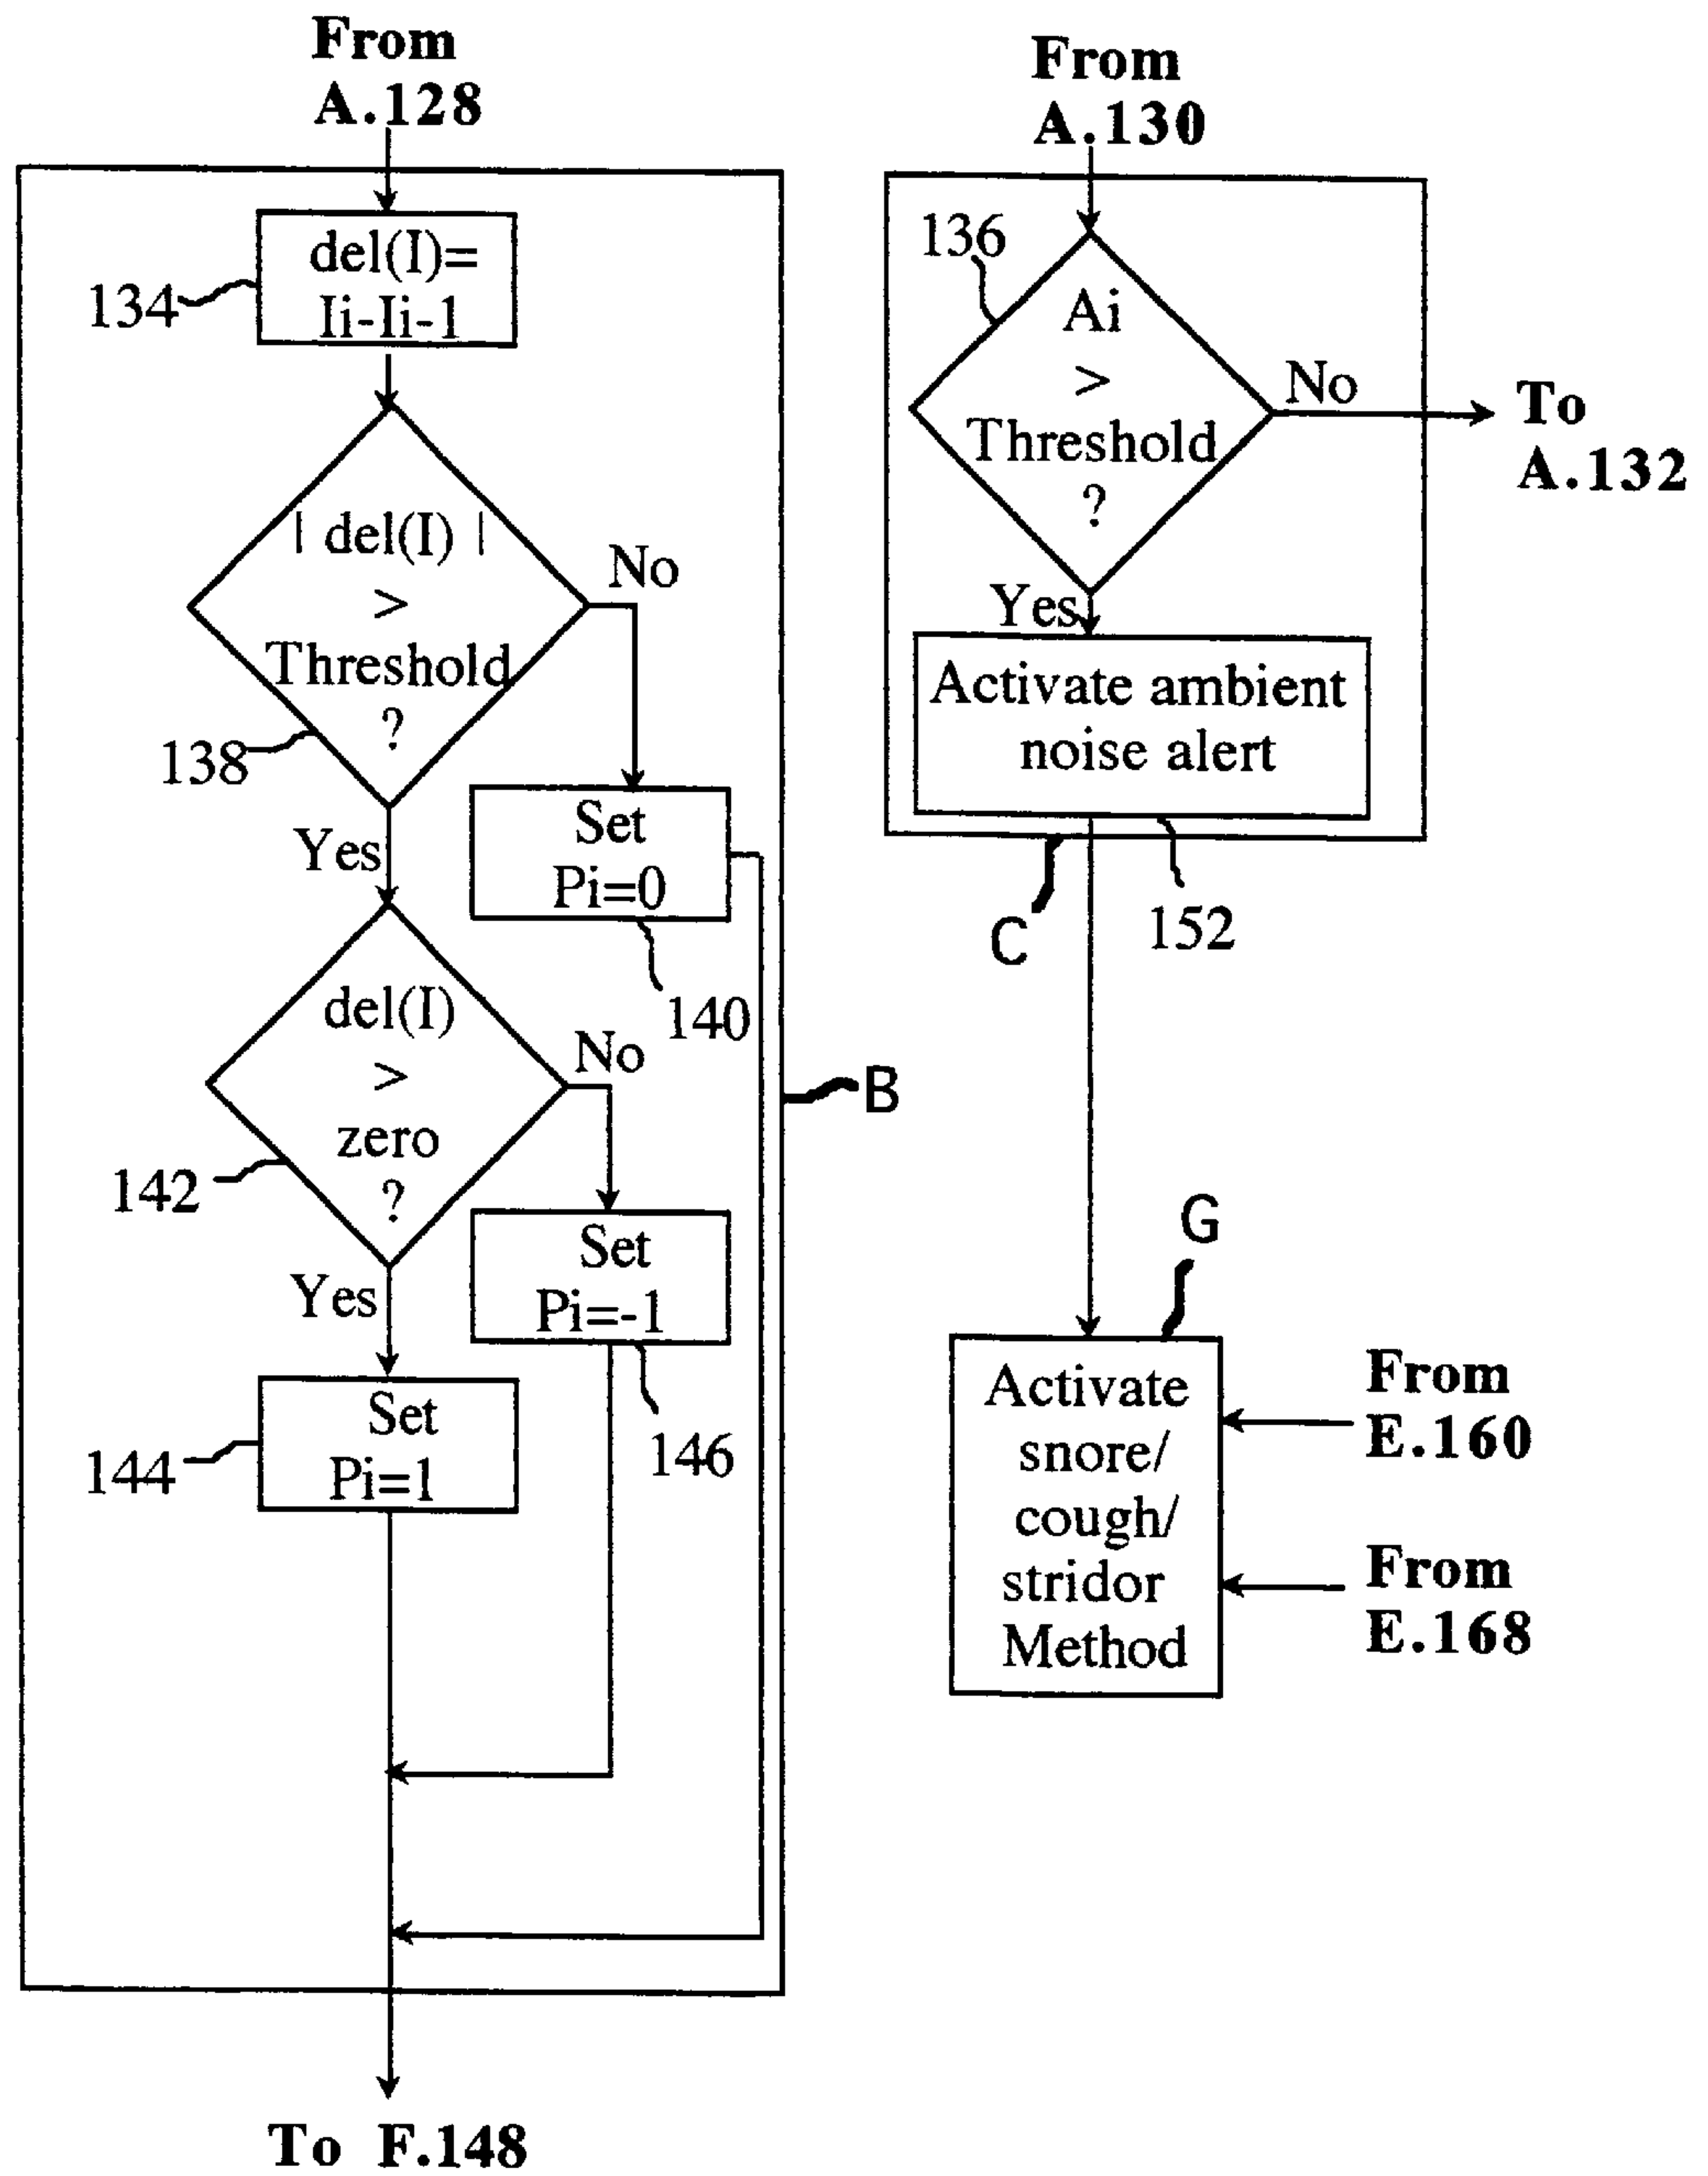 From
A.128
134
del(I)=
Ii-Ii-1
| del(I) |
>
Threshold
?
138
No
Yes
Set
Pi=0
140
del(I)
>
zero
?
142
No
Yes
Set
Pi=-1
146
Set
Pi=1
144
B
To F.148
From
A.130
136
Ai
>
Threshold
?
No
To
A.132
Yes
Activate ambient
noise alert
C
152
G
Activate
snore/
cough/
stridor
Method
From
E.160
From
E.168